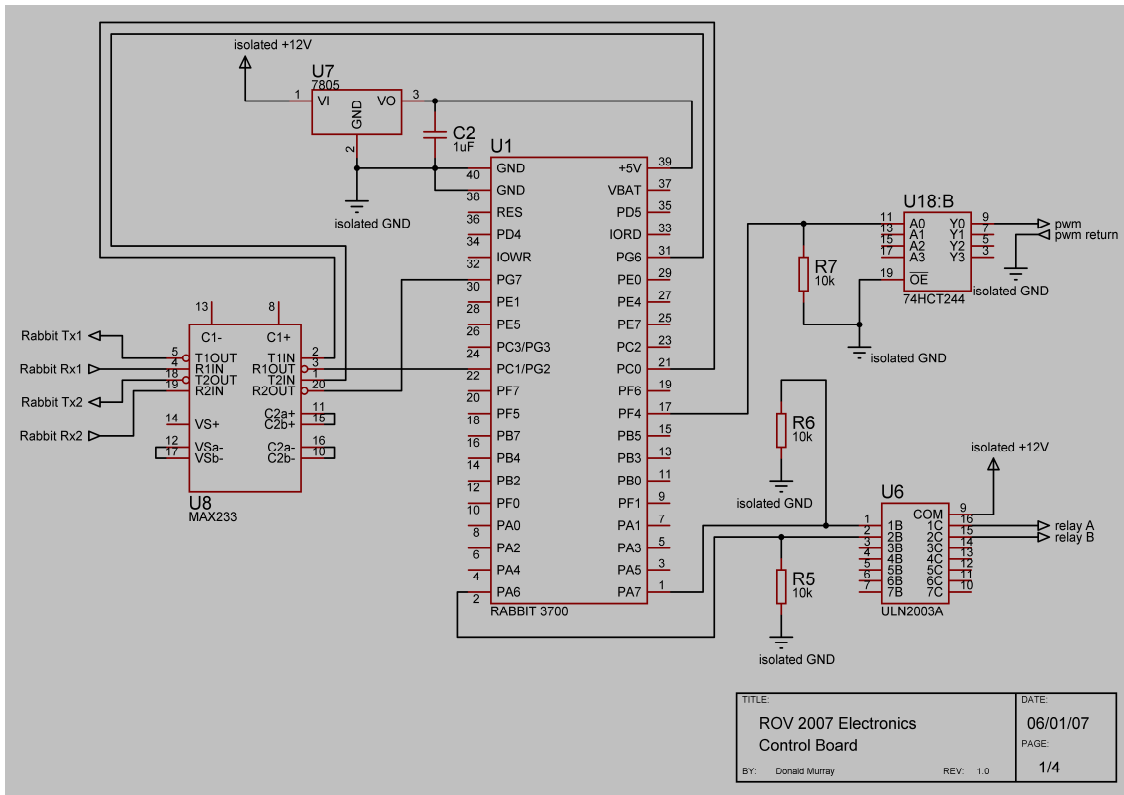 isolated +12V
U7
7805
1
VI
VO
3
GND
2
C2
1uF
isolated GND
U1
40
GND
+5V
39
38
GND
VBAT
37
36
RES
PD5
35
34
PD4
IORD
33
32
IOWR
PG6
31
30
PG7
PE0
29
28
PE1
PE4
27
26
PE5
PE7
25
24
PC3/PG3
PC2
23
22
PC1/PG2
PC0
21
20
PF7
PF6
19
18
PF5
PF4
17
16
PB7
PB5
15
14
PB4
PB3
13
12
PB2
PB0
11
10
PF0
PF1
9
8
PA0
PA1
7
6
PA2
PA3
5
4
PA4
PA5
3
2
PA6
PA7
1
RABBIT 3700
13
8
C1-
C1+
Rabbit Tx1
5
T1OUT
T1IN
2
Rabbit Rx1
4
R1IN
R1OUT
3
Rabbit Tx2
18
T2OUT
T2IN
1
Rabbit Rx2
19
R2IN
R2OUT
20
C2a+
11
14
VS+
C2b+
15
12
VSa-
C2a-
16
17
VSb-
C2b-
10
U8
MAX233
U18:B
11
A0
Y0
9
pwm
13
A1
Y1
7
pwm return
15
A2
Y2
5
17
A3
Y3
3
19
OE
74HCT244
isolated GND
R7
10k
isolated GND
R6
10k
isolated GND
isolated +12V
U6
COM
9
1
1B
1C
16
relay A
2
2B
2C
15
relay B
3
3B
3C
14
4
4B
4C
13
5
5B
5C
12
6
6B
6C
11
7
7B
7C
10
ULN2003A
R5
10k
isolated GND
TITLE:
ROV 2007 Electronics
Control Board
BY: Donald Murray
REV: 1.0
DATE:
06/01/07
PAGE:
1/4